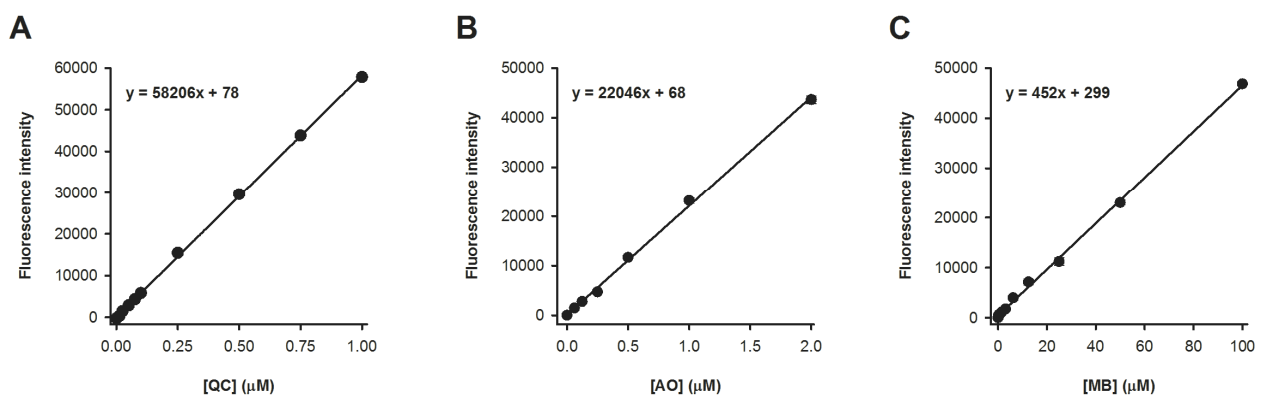 A
y = 58206x + 78
Fluorescence intensity
60000
50000
40000
30000
20000
10000
0
0.00 0.25 0.50 0.75 1.00
[QC] (μM)
B
y = 22046x + 68
Fluorescence intensity
50000
40000
30000
20000
10000
0
0.0 0.5 1.0 1.5 2.0
[AO] (μM)
C
y = 452x + 299
Fluorescence intensity
50000
40000
30000
20000
10000
0
0 20 40 60 80 100
[MB] (μM)